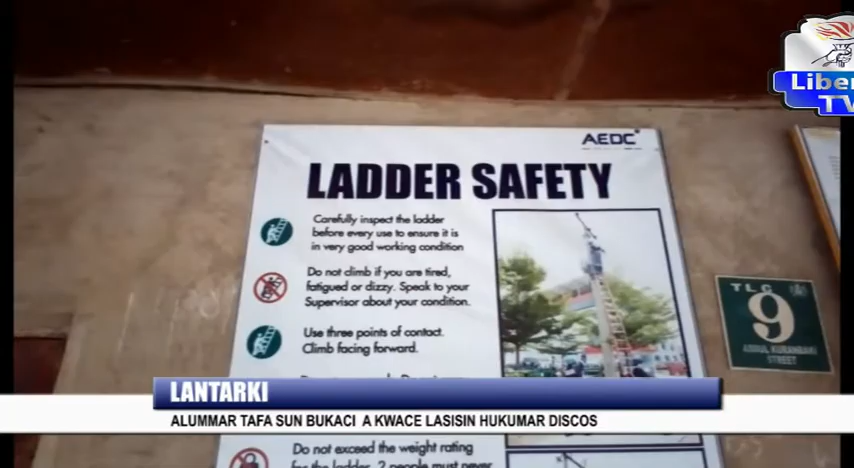 AEDC
LADDER SAFETY
Carefully inspect the ladder
before every use to ensure it is
in very good working condition
Do not climb if you are tired,
fatigued or dizzy. Speak to your
Supervisor about your condition.
Use three points of contact.
Climb facing forward.
Do not exceed the weight rating
for the ladder. 2 people must never
TLC
9
STREET
LANTARKI
ALUMMAR TAFA SUN BUKACI A KWACE LASISIN HUKUMAR DISCOS
Liber
TV